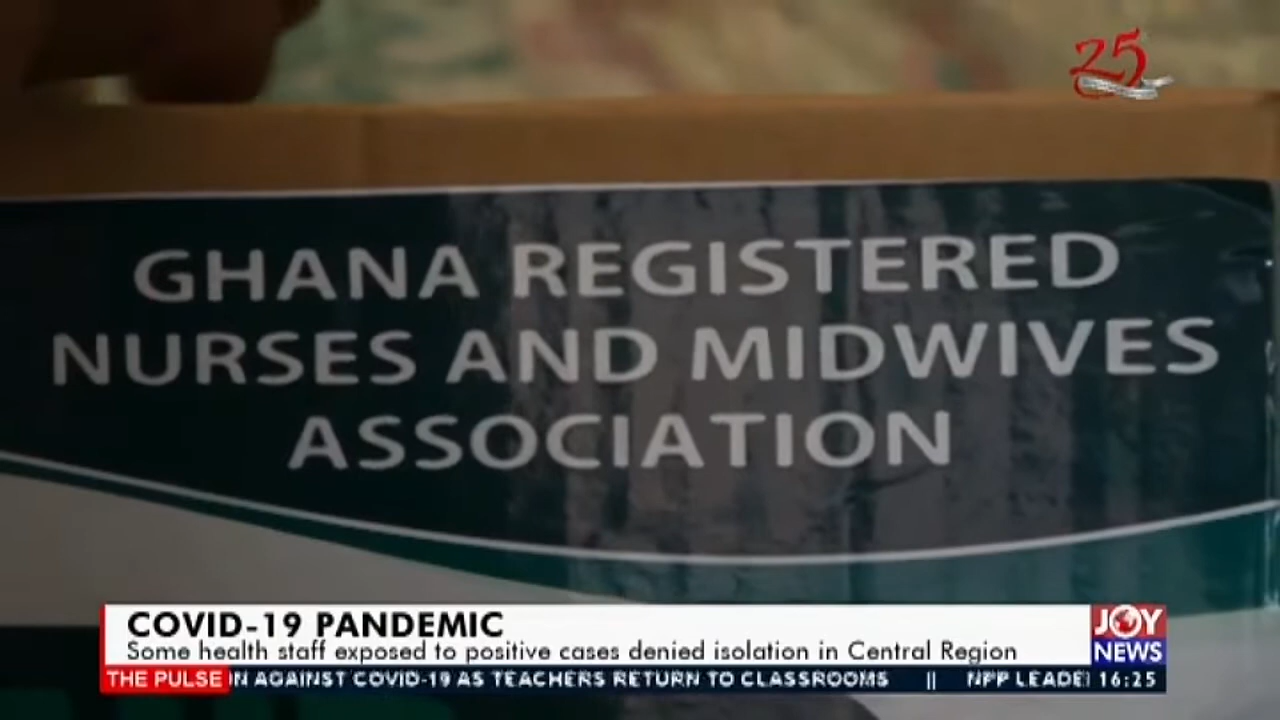 25
GHANA REGISTERED
NURSES AND MIDWIVES
ASSOCIATION
COVID-19 PANDEMIC
Some health staff exposed to positive cases denied isolation in Central Region
JOY
NEWS
THE PULSE
AGAINST COVID-19 AS TEACHERS RETURN TO CLASSROOMS || NPP 16:25